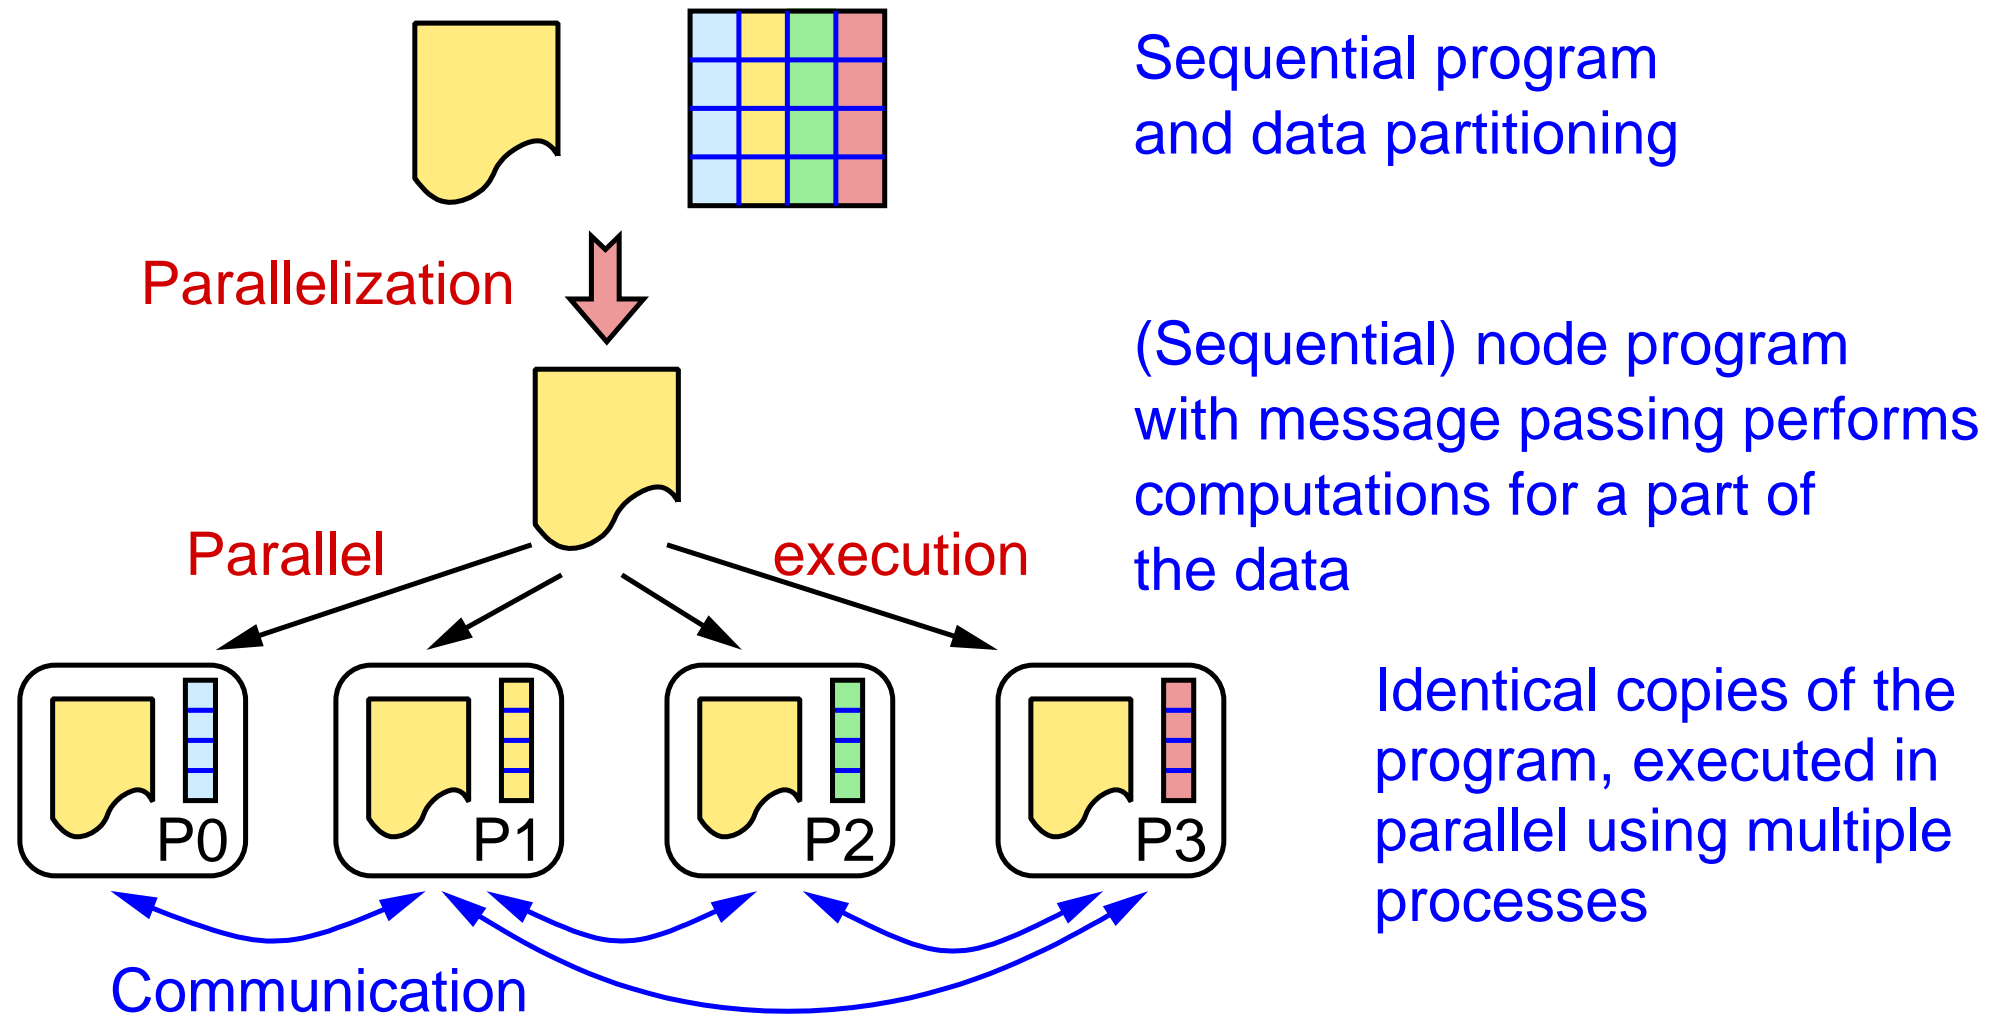 Sequential program
and data partitioning
Parallelization
(Sequential) node program
with message passing performs
computations for a part of
the data
Parallel execution
P0 P1 P2 P3
Identical copies of the
program, executed in
parallel using multiple
processes
Communication